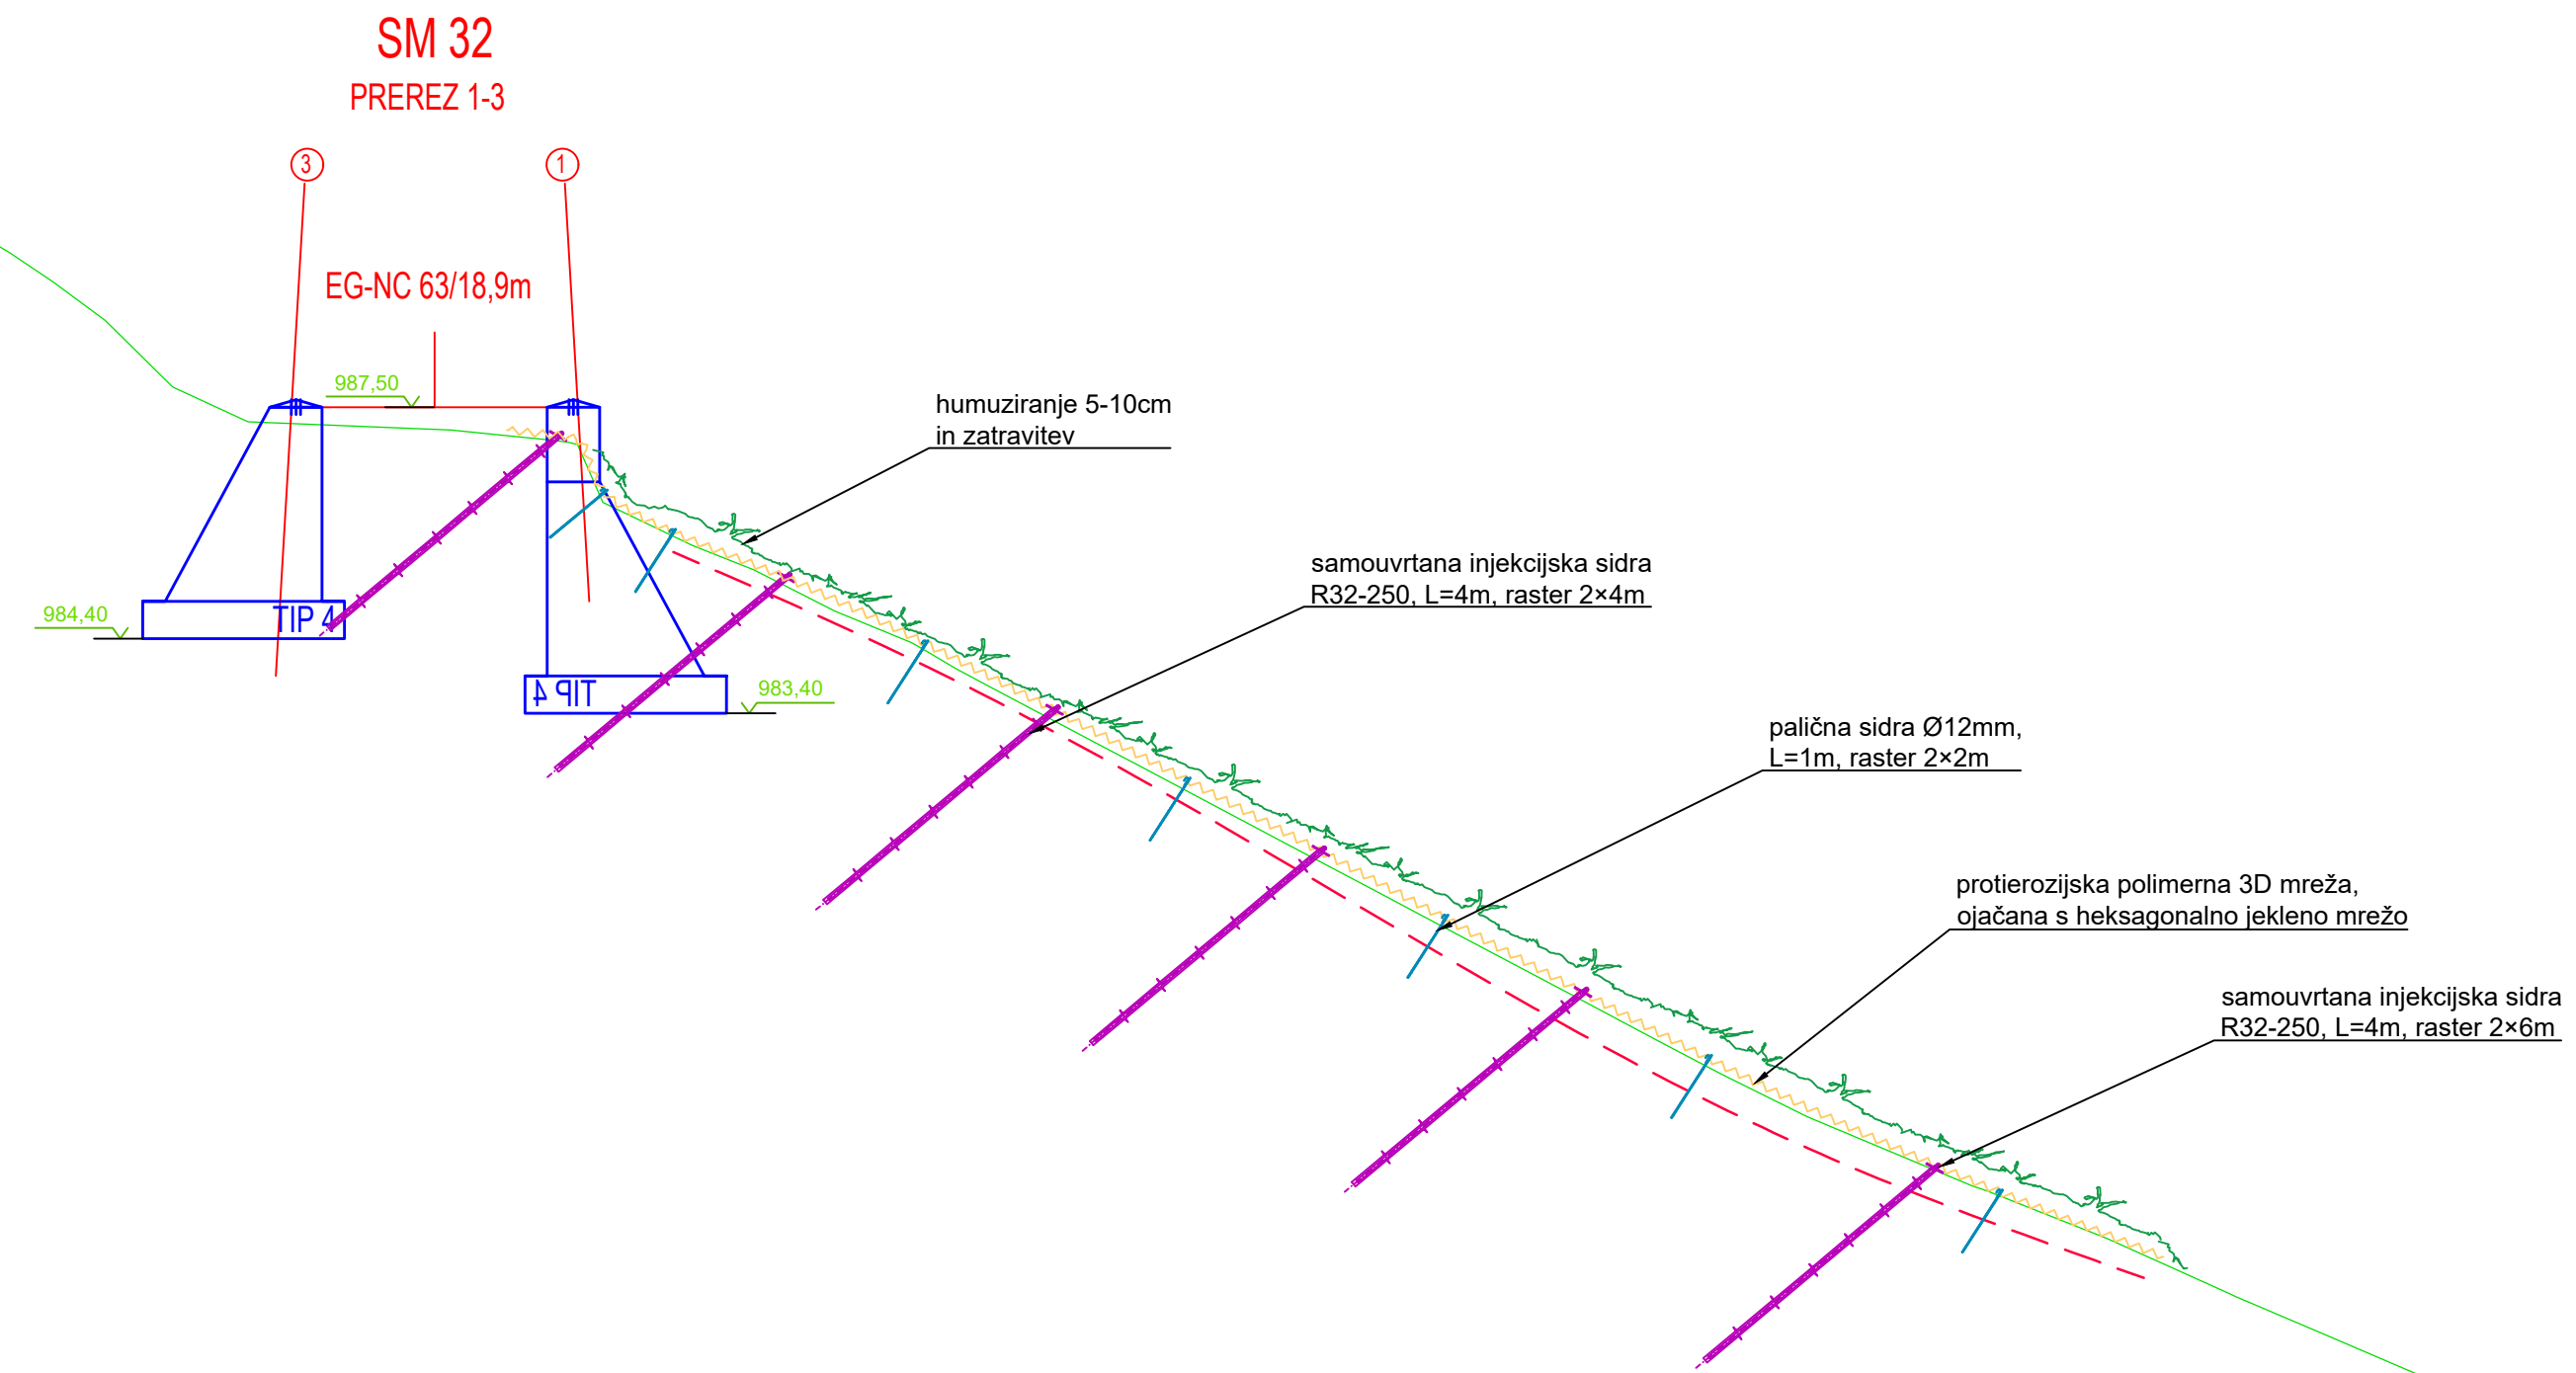 SM 32
PREREZ 1-3
3
1
EG-NC 63/18,9m
987,50
humuziranje 5-10cm
in zatravitev
samouvrtana injekcijska sidra
R32-250, L=4m, raster 2×4m
984,40
TIP 4
TIP 4
983,40
palična sidra Ø12mm,
L=1m, raster 2×2m
protierozijska polimerna 3D mreža,
ojačana s heksagonalno jekleno mrežo
samouvrtana injekcijska sidra
R32-250, L=4m, raster 2×6m